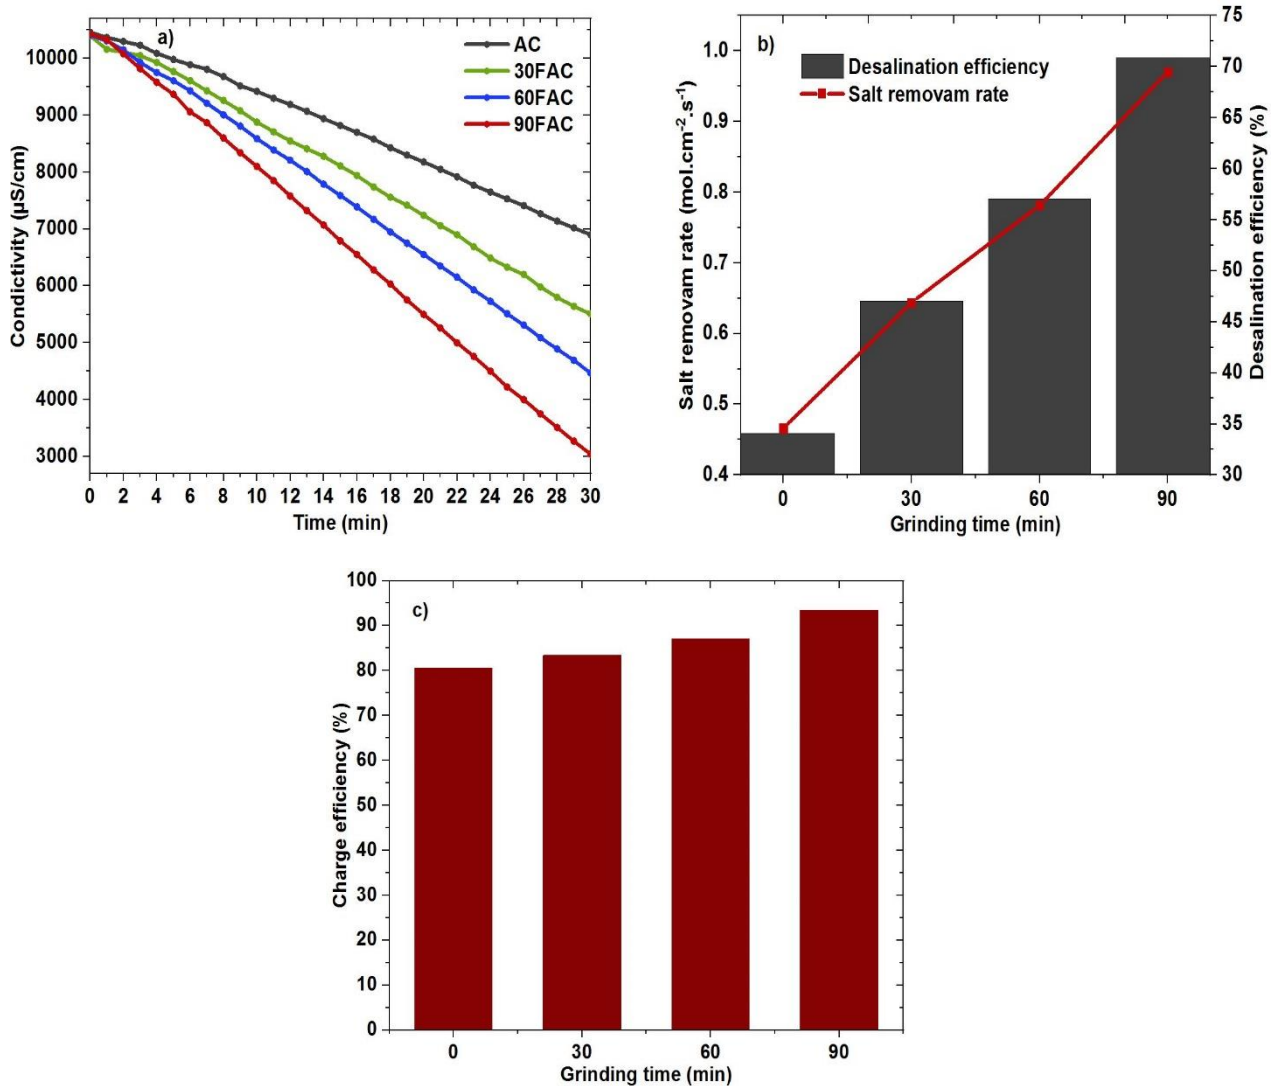 a)
AC
30FAC
60FAC
90FAC
10000
9000
8000
7000
6000
5000
4000
3000
Condictivity (µS/cm)
0 2 4 6 8 10 12 14 16 18 20 22 24 26 28 30
Time (min)
b)
Desalination efficiency
Salt removam rate
1.0
0.9
0.8
0.7
0.6
0.5
0.4
Salt removam rate (mol.cm⁻².s⁻¹)
75
70
65
60
55
50
45
40
35
30
Desalination efficiency (%)
0 30 60 90
Grinding time (min)
c)
100
90
80
70
60
50
40
30
20
10
0
Charge efficiency (%)
0 30 60 90
Grinding time (min)